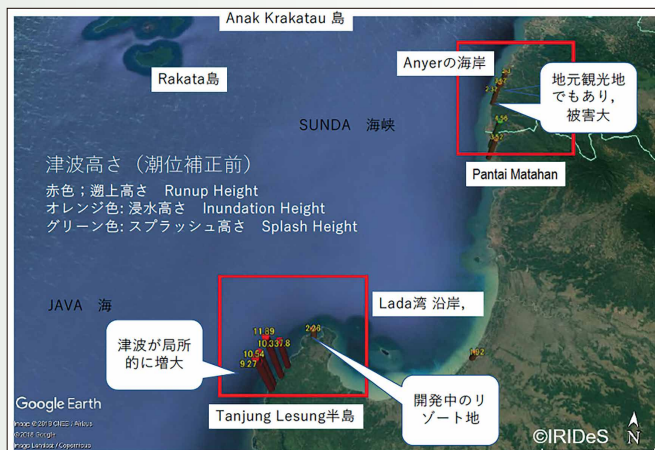 Anak Krakatau 島
Rakata島
Anyerの海岸
地元観光地
でもあり，
被害大
SUNDA 海峡
Pantai Matahan
津波高さ（潮位補正前）
赤色；遡上高さ Runup Height
オレンジ色: 浸水高さ Inundation Height
グリーン色: スプラッシュ高さ Splash Height
JAVA 海
Lada湾 沿岸，
津波が局所
的に増大
11.89
10.54
9.27
開発中のリ
ゾート地
Tanjung Lesung半島
Google Earth
©IRIDeS
N